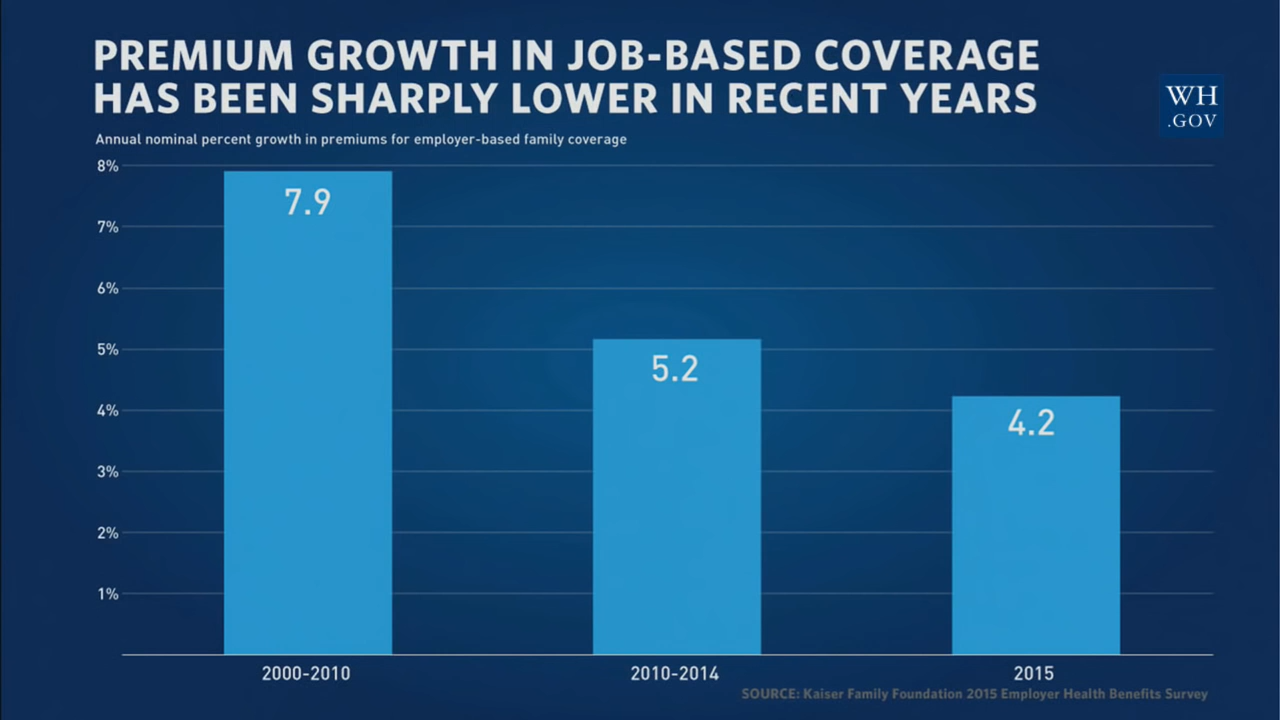 PREMIUM GROWTH IN JOB-BASED COVERAGE
HAS BEEN SHARPLY LOWER IN RECENT YEARS
WH
.GOV
Annual nominal percent growth in premiums for employer-based family coverage
8%
7%
6%
5%
4%
3%
2%
1%
7.9
5.2
4.2
2000-2010
2010-2014
2015
SOURCE: Kaiser Family Foundation 2015 Employer Health Benefits Survey